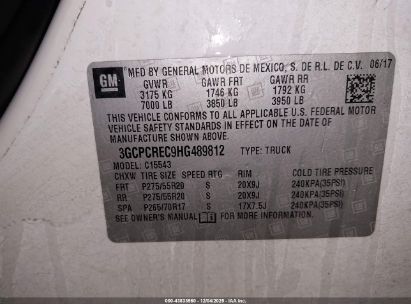 GM
MFD BY GENERAL MOTORS DE MEXICO, S. DE R.L. DE C.V. 06/17
GVWR GAWR FRT GAWR RR
3175 KG 1746 KG 1792 KG
7000 LB 3850 LB 3950 LB
THIS VEHICLE CONFORMS TO ALL APPLICABLE U.S. FEDERAL MOTOR
VEHICLE SAFETY STANDARDS IN EFFECT ON THE DATE OF
MANUFACTURE SHOWN ABOVE.
3GCPCREC9HG489812 TYPE: TRUCK
MODEL: C15543
CHXW TIRE SIZE SPEED RTG RIM COLD TIRE PRESSURE
FRT P275/55R20 S 20X9J 240KPA(35PSI)
RR P275/55R20 S 20X9J 240KPA(35PSI)
SPA P265/70R17 S 17X7.5J 240KPA(35PSI)
SEE OWNER MANUAL FOR MORE INFORMATION.